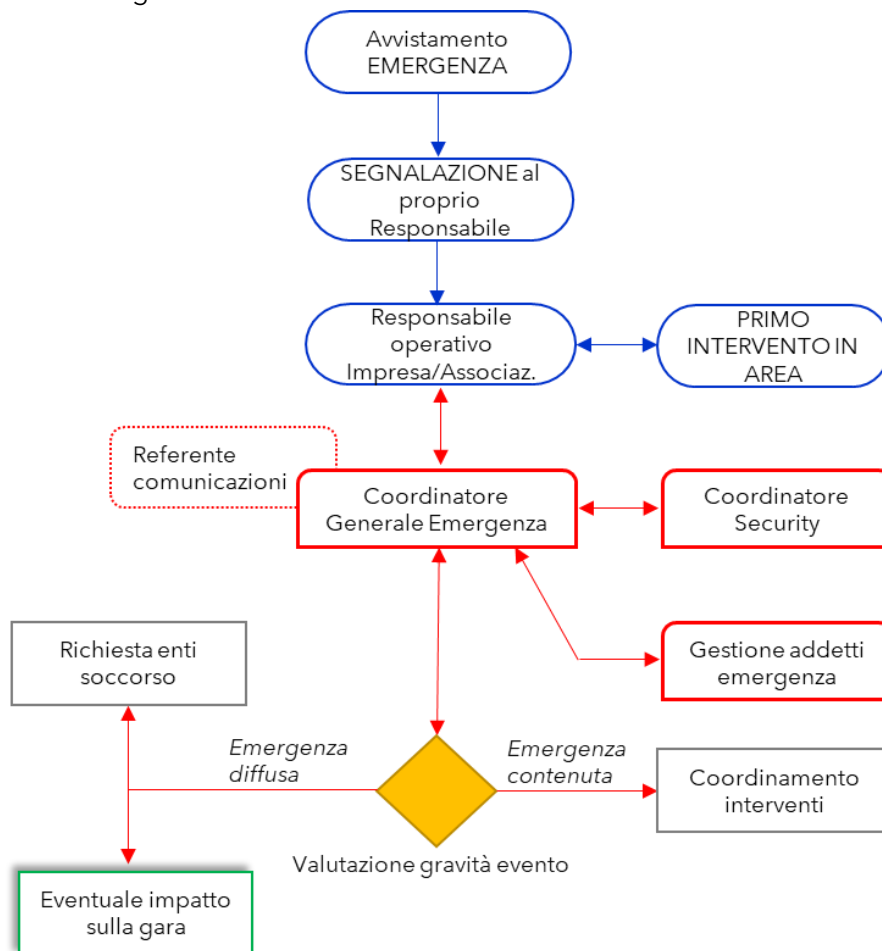 Avvistamento
EMERGENZA
SEGNALAZIONE al
proprio
Responsabile
Responsabile
operativo
Impresa/Associaz.
PRIMO
INTERVENTO IN
AREA
Referente
comunicazioni
Coordinatore
Generale Emergenza
Coordinatore
Security
Richiesta enti
soccorso
Gestione addetti
emergenza
Emergenza
diffusa
Emergenza
contenuta
Coordinamento
interventi
Valutazione gravità evento
Eventuale impatto
sulla gara